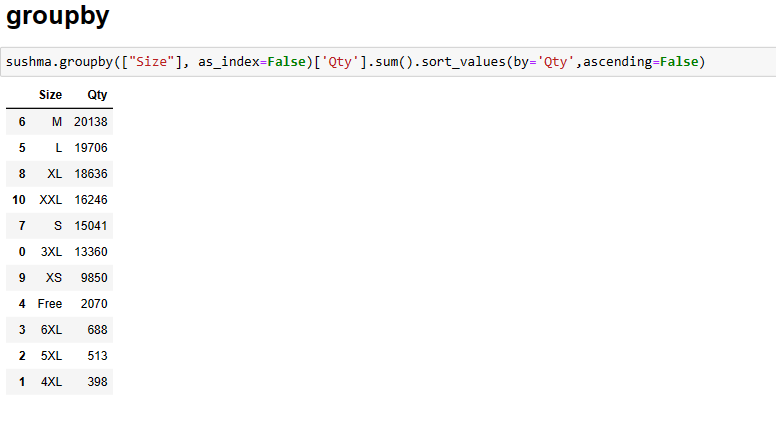 groupby
sushma.groupby(["Size"], as_index=False)['Qty'].sum().sort_values(by='Qty',ascending=False)
Size Qty
6 M 20138
5 L 19706
8 XL 18636
10 XXL 16246
7 S 15041
0 3XL 13360
9 XS 9850
4 Free 2070
3 6XL 688
2 5XL 513
1 4XL 398